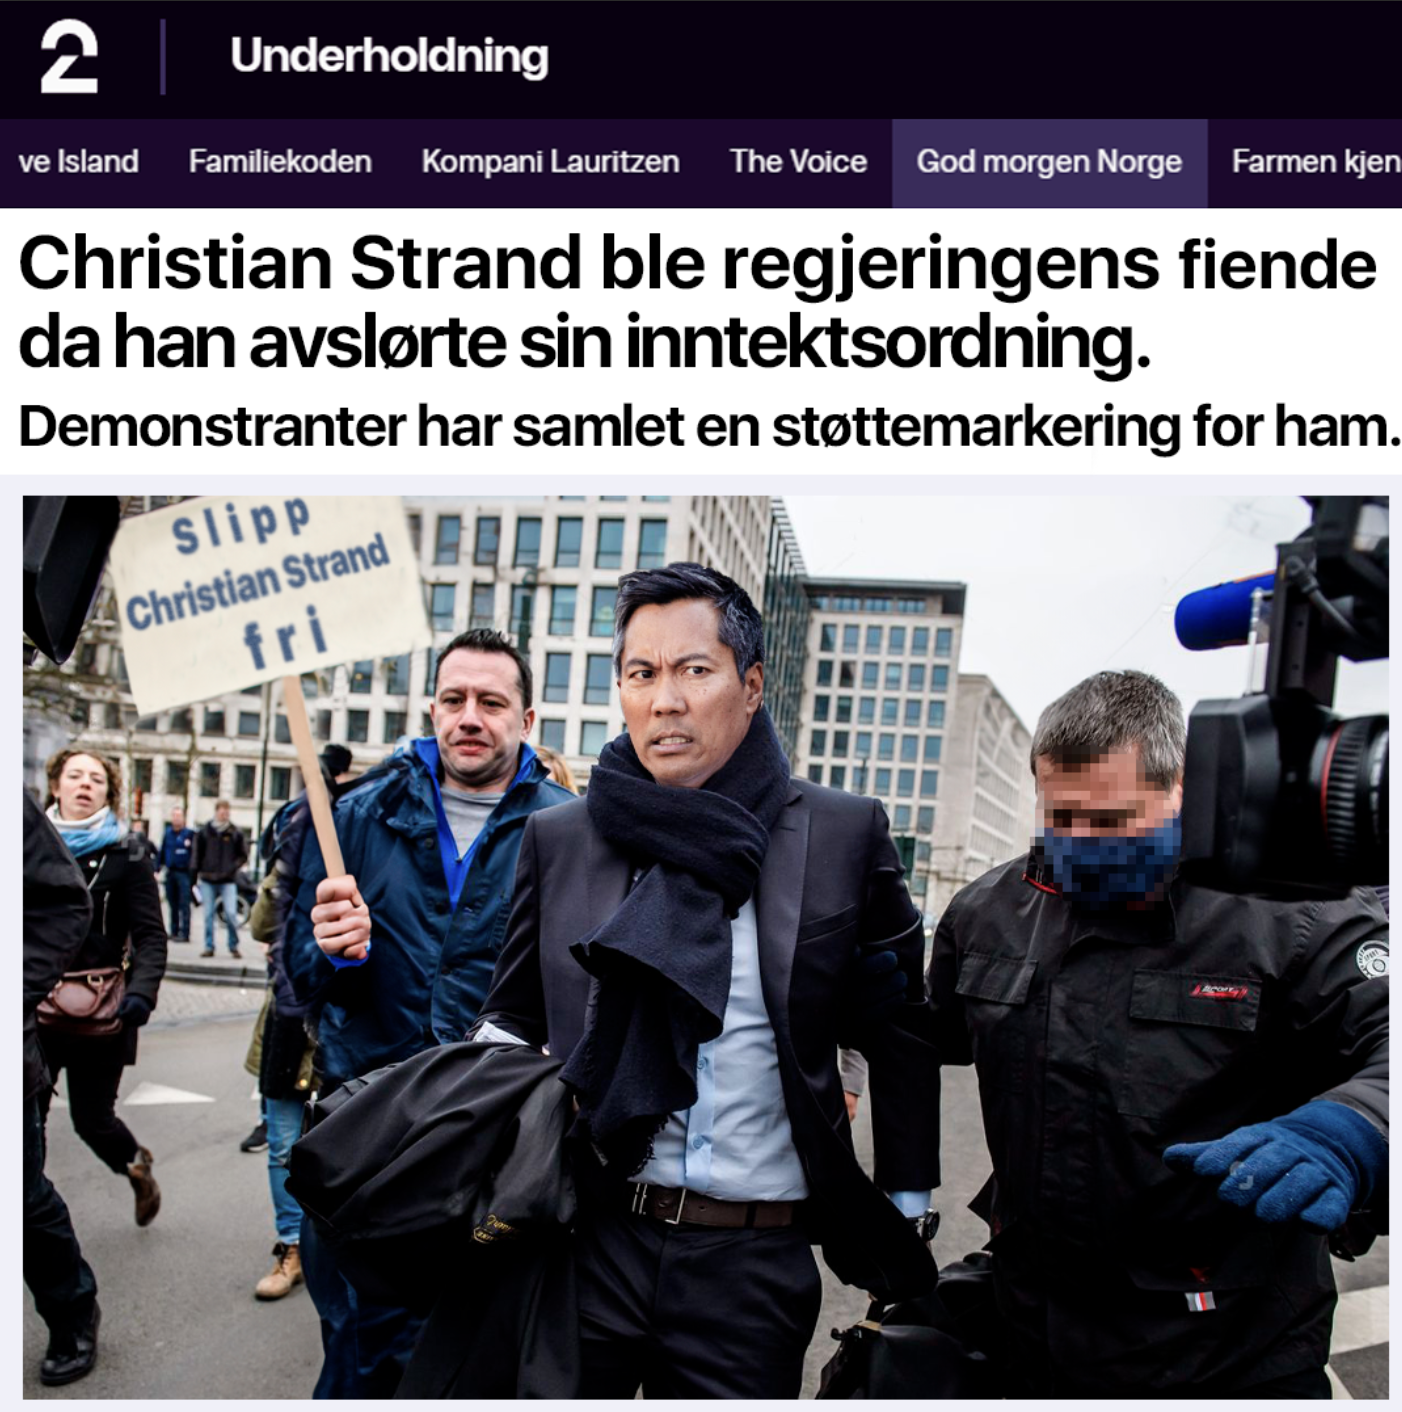 2 Underholdning
ve Island Familiekoden Kompani Lauritzen The Voice God morgen Norge Farmen kjen
Christian Strand ble regjeringens fiende
da han avslørte sin inntektsordning.
Demonstranter har samlet en støttemarkering for ham.
Slipp
Christian Strand
fri